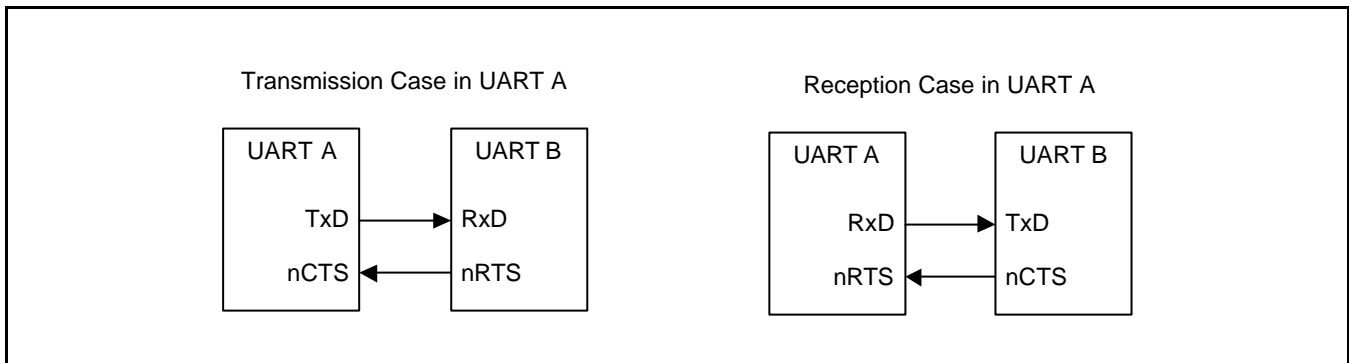 Transmission Case in UART A
Reception Case in UART A
UART A
UART B
TxD
RxD
nCTS
nRTS
UART A
UART B
RxD
TxD
nRTS
nCTS